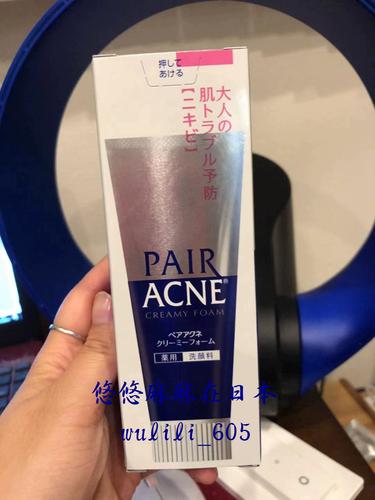 押して
あける
大人の
肌トラブル予防
【ニキビ】
PAIR
ACNE®
CREAMY FOAM
ペアアクネ
クリーミーフォーム
薬用 洗顔料
悠悠麻麻在日本
wulili_605